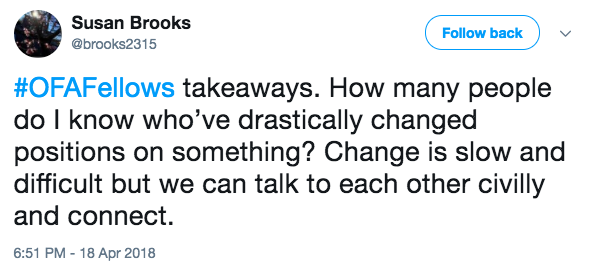 Susan Brooks
@brooks2315
Follow back
#OFAFellows takeaways. How many people
do I know who’ve drastically changed
positions on something? Change is slow and
difficult but we can talk to each other civilly
and connect.
6:51 PM - 18 Apr 2018